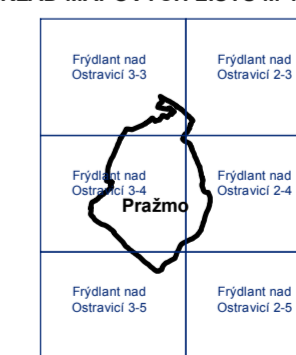 Frýdlant nad
Ostravicí 3-3
Frýdlant nad
Ostravicí 2-3
Frýdlant nad
Ostravicí 3-4
Frýdlant nad
Ostravicí 2-4
Pražmo
Frýdlant nad
Ostravicí 3-5
Frýdlant nad
Ostravicí 2-5